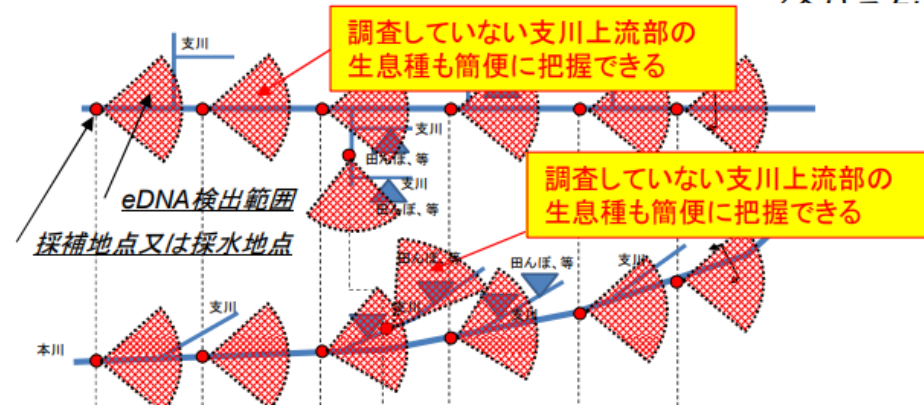 支川
調査していない支川上流部の
生息種も簡便に把握できる
支川
田んぼ、等
支川
田んぼ、等
eDNA検出範囲
採補地点又は採水地点
調査していない支川上流部の
生息種も簡便に把握できる
田んぼ、等
田んぼ、等
支川
支川
支川
支川
本川